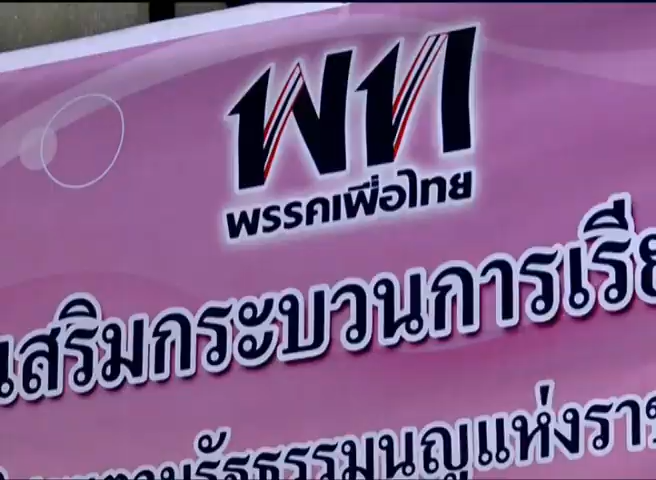 พท
พรรคเพื่อไทย
เสริมกระบวนการเรีย
รัฐธรรมนูญแห่งราช